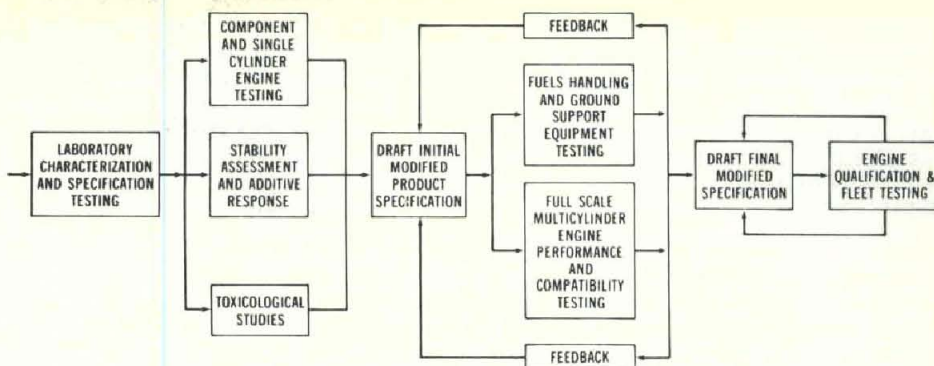 LABORATORY
CHARACTERIZATION
AND SPECIFICATION
TESTING
COMPONENT
AND SINGLE
CYLINDER
ENGINE
TESTING
STABILITY
ASSESSMENT
AND ADDITIVE
RESPONSE
TOXICOLOGICAL
STUDIES
DRAFT INITIAL
MODIFIED
PRODUCT
SPECIFICATION
FEEDBACK
FUELS HANDLING
AND GROUND
SUPPORT
EQUIPMENT
TESTING
FULL SCALE
MULTICYLINDER
ENGINE
PERFORMANCE
AND
COMPATIBILITY
TESTING
FEEDBACK
DRAFT FINAL
MODIFIED
SPECIFICATION
ENGINE
QUALIFICATION &
FLEET TESTING